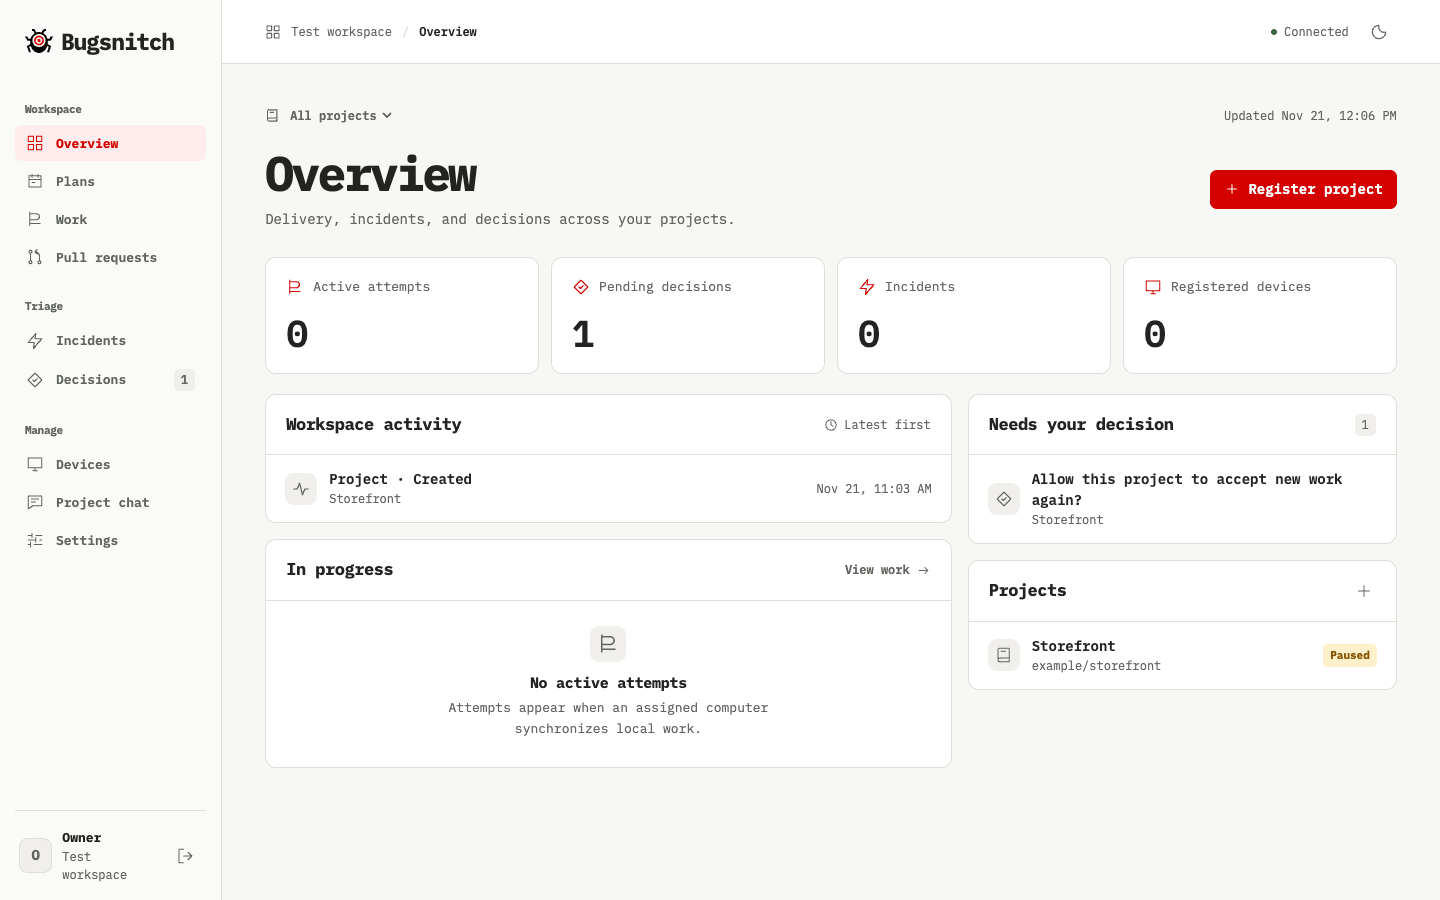 Bugsnitch
Workspace
Overview
Plans
Work
Pull requests
Triage
Incidents
Decisions 1
Manage
Devices
Project chat
Settings
O
Owner
Test
workspace
Test workspace / Overview
Connected
All projects
Updated Nov 21, 12:06 PM
Overview
Delivery, incidents, and decisions across your projects.
+ Register project
Active attempts
0
Pending decisions
1
Incidents
0
Registered devices
0
Workspace activity
Latest first
Project · Created
Storefront
Nov 21, 11:03 AM
In progress
View work →
No active attempts
Attempts appear when an assigned computer
synchronizes local work.
Needs your decision
1
Allow this project to accept new work
again?
Storefront
Projects
+
Storefront
example/storefront
Paused